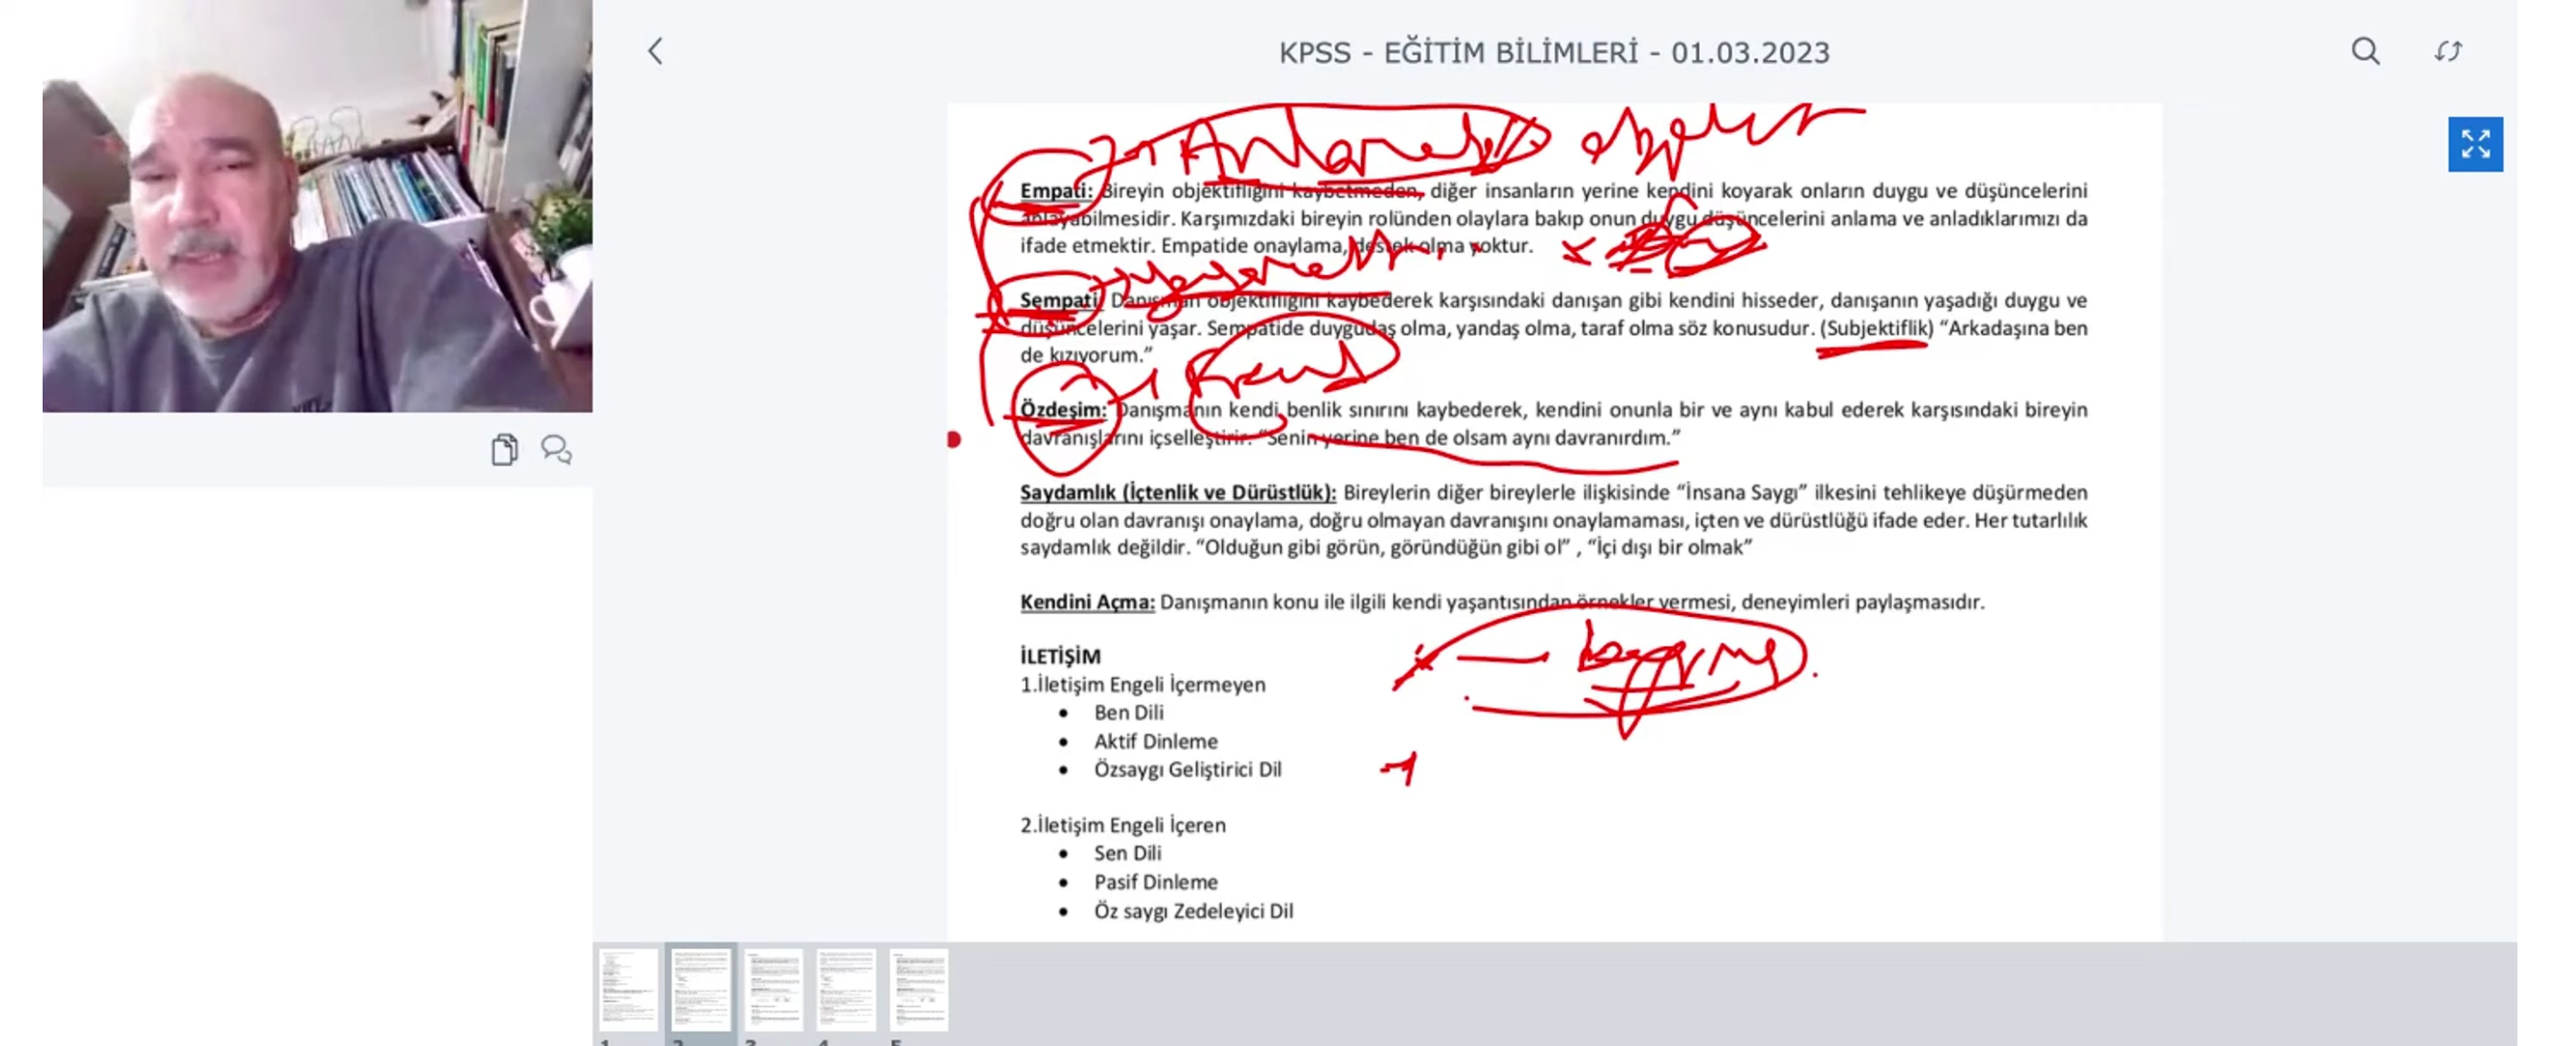 KPSS - EĞİTİM BİLİMLERİ - 01.03.2023
Empati: Bireyin objektifliğini kaybetmeden, diğer insanların yerine kendini koyarak onların duygu ve düşüncelerini
anlayabilmesidir. Karşımızdaki bireyin rolünden olaylara bakıp onun duygu düşüncelerini anlama ve anladıklarımızı da
ifade etmektir. Empatide onaylama, destek olma yoktur.
Sempati: Danışman objektifliğini kaybederek karşısındaki danışan gibi kendini hisseder, danışanın yaşadığı duygu ve
düşüncelerini yaşar. Sempatide duygudaş olma, yandaş olma, taraf olma söz konusudur. (Subjektiflik) “Arkadaşına ben
de kızıyorum.”
Özdeşim: Danışmanın kendi benlik sınırını kaybederek, kendini onunla bir ve aynı kabul ederek karşısındaki bireyin
davranışlarını içselleştirir. “Senin yerine ben de olsam aynı davranırdım.”
Saydamlık (İçtenlik ve Dürüstlük): Bireylerin diğer bireylerle ilişkisinde “İnsana Saygı” ilkesini tehlikeye düşürmeden
doğru olan davranışı onaylama, doğru olmayan davranışını onaylamaması, içten ve dürüstlüğü ifade eder. Her tutarlılık
saydamlık değildir. “Olduğun gibi görün, göründüğün gibi ol” , “İçi dışı bir olmak”
Kendini Açma: Danışmanın konu ile ilgili kendi yaşantısından örnekler vermesi, deneyimleri paylaşmasıdır.
İLETİŞİM
1.İletişim Engeli İçermeyen
• Ben Dili
• Aktif Dinleme
• Özsaygı Geliştirici Dil
2.İletişim Engeli İçeren
• Sen Dili
• Pasif Dinleme
• Öz saygı Zedeleyici Dil